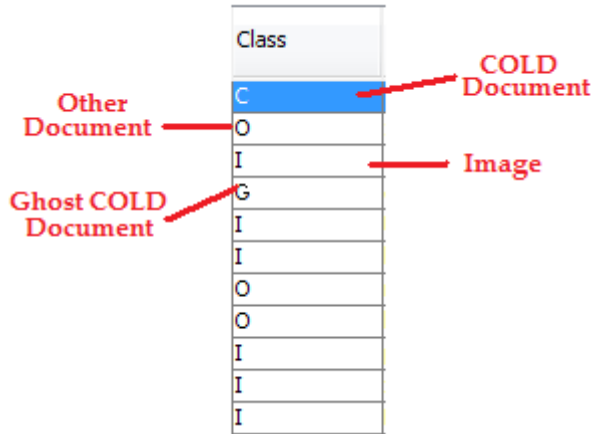 Class
COLD
Document
C
Other
Document
O
I
Image
Ghost COLD
Document
G
I
I
O
O
I
I
I